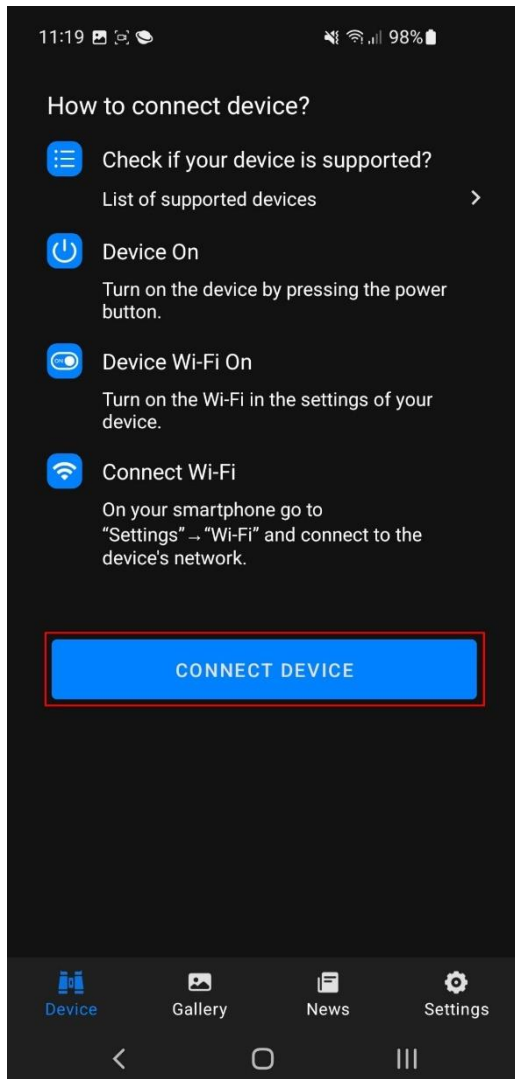 11:19 98%
How to connect device?
Check if your device is supported?
List of supported devices
Device On
Turn on the device by pressing the power
button.
ON
Device Wi-Fi On
Turn on the Wi-Fi in the settings of your
device.
Connect Wi-Fi
On your smartphone go to
“Settings”→“Wi-Fi” and connect to the
device's network.
CONNECT DEVICE
Device Gallery News Settings